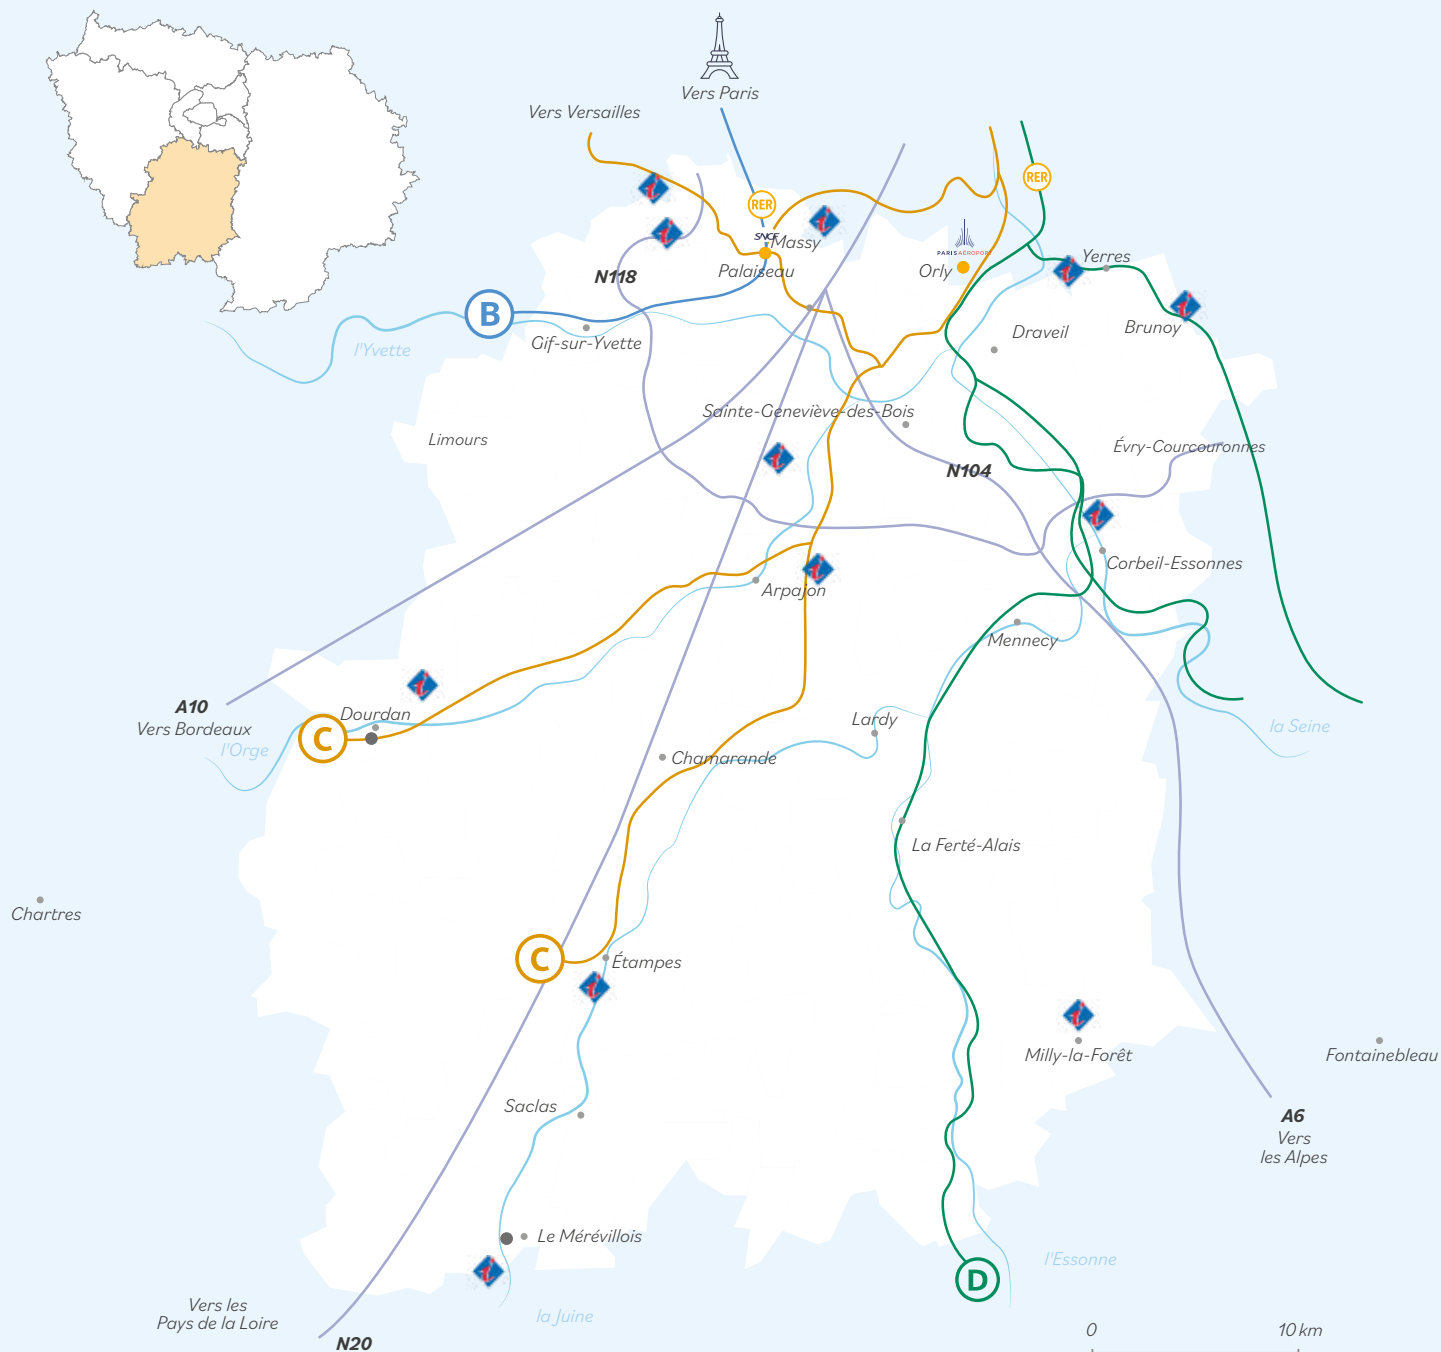 Vers Paris
Vers Versailles
RER
RER
SNCF
Massy
PARIS AÉROPORT
Palaiseau
Orly
Yerres
N118
B
Gif-sur-Yvette
l'Yvette
Draveil
Brunoy
Sainte-Geneviève-des-Bois
Limours
Évry-Courcouronnes
N104
Corbeil-Essonnes
Arpajon
Mennecy
A10
Vers Bordeaux
l'Orge
Dourdan
C
Lardy
la Seine
Chamarande
La Ferté-Alais
Chartres
C
Étampes
Milly-la-Forêt
Fontainebleau
Saclas
A6
Vers
les Alpes
Le Mérévillois
l'Essonne
D
Vers les
Pays de la Loire
la Juine
N20
0
10 km